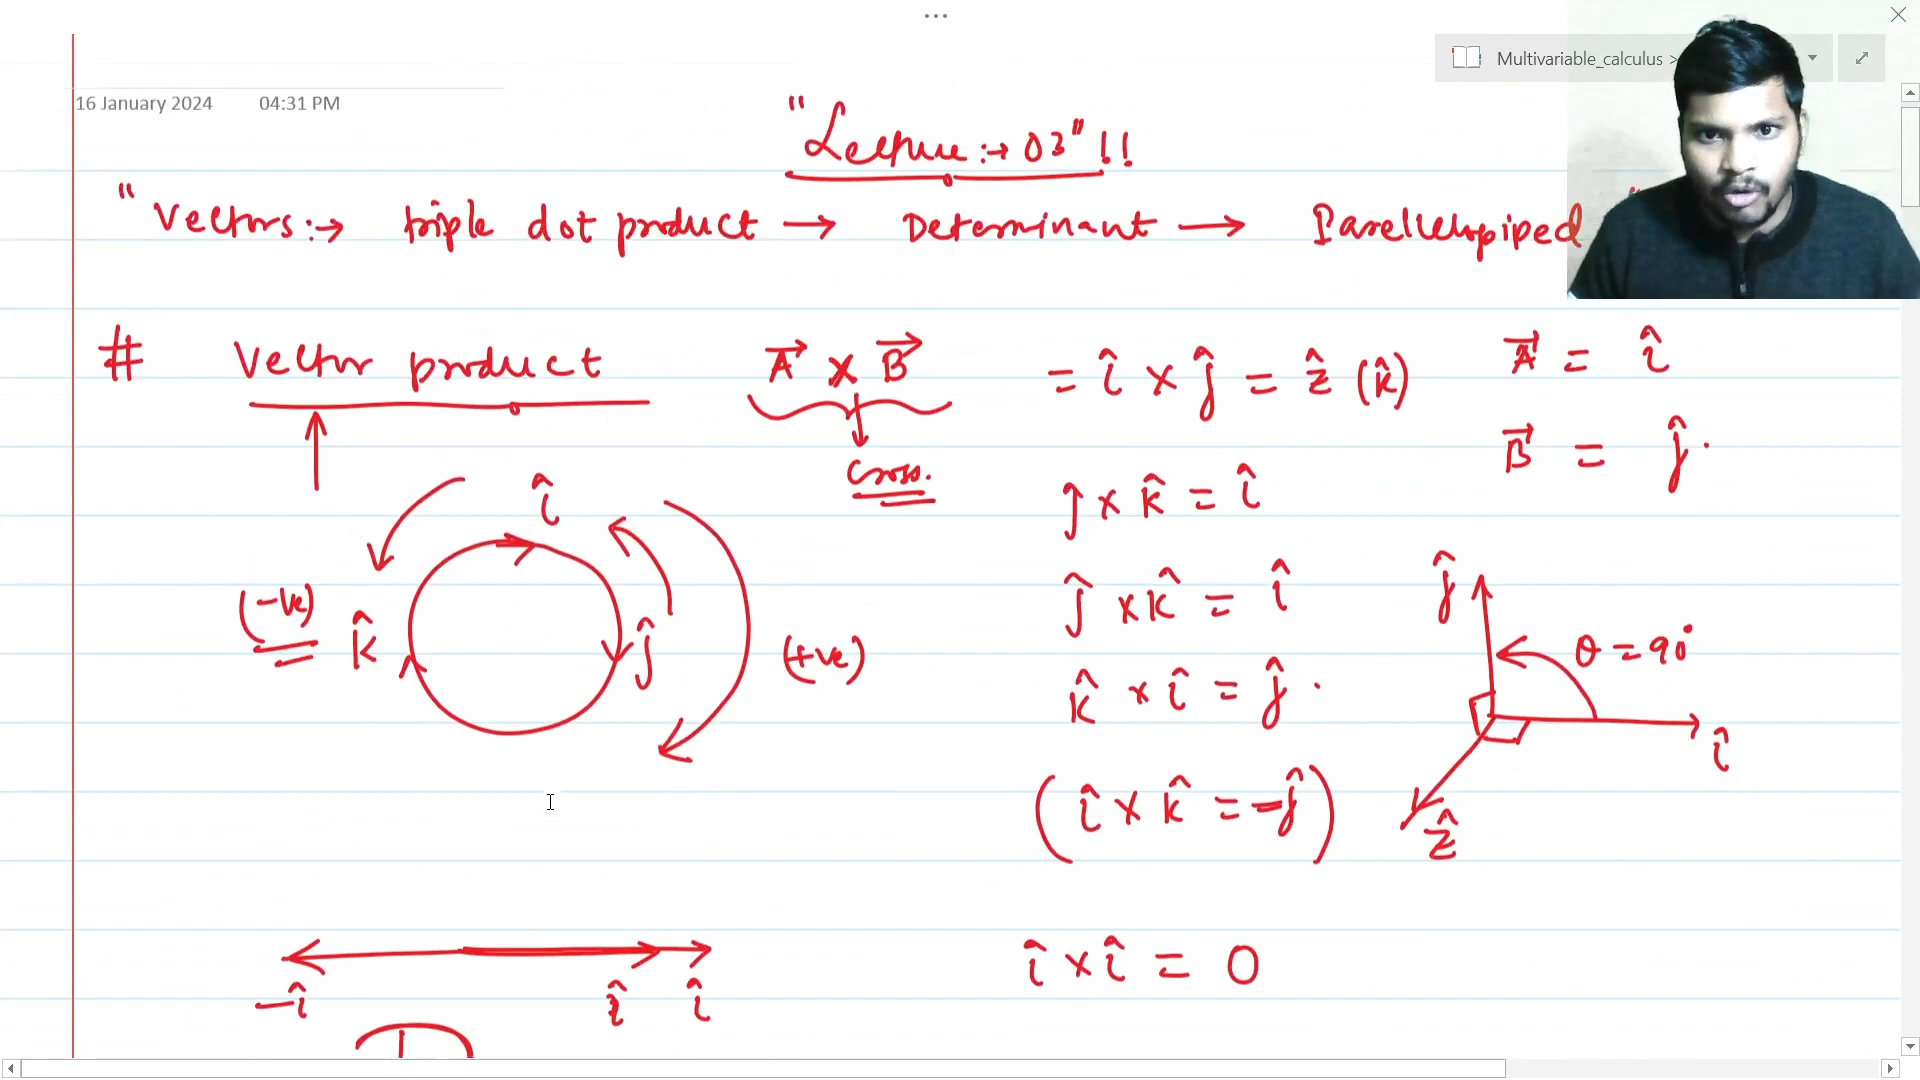 Multivariable_calculus >
16 January 2024 04:31 PM
"Lecture :→ 03" !!
"Vectors :→ triple dot product → Determinant → Parellelopiped
# Vector product A⃗ × B⃗ = î × ĵ = ẑ (k̂) A⃗ = î
B⃗ = ĵ.
Cross.
î
j × k̂ = î
(-ve) k̂ ĵ (+ve)
ĵ × k̂ = î
ĵ θ = 90°
k̂ × î = ĵ.
î
(î × k̂ = -ĵ)
ẑ
î × î = 0
-î î î